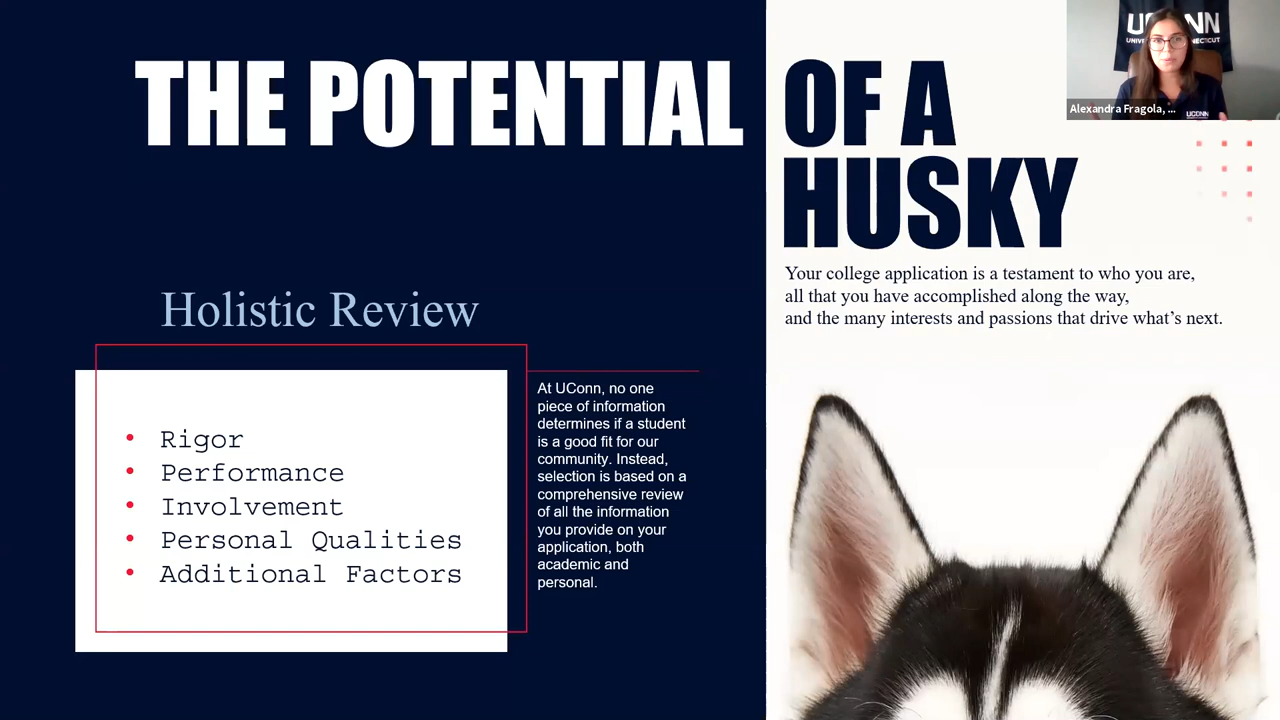 THE POTENTIAL OF A
HUSKY
Your college application is a testament to who you are,
all that you have accomplished along the way,
and the many interests and passions that drive what’s next.
Holistic Review
• Rigor
• Performance
• Involvement
• Personal Qualities
• Additional Factors
At UConn, no one
piece of information
determines if a student
is a good fit for our
community. Instead,
selection is based on a
comprehensive review
of all the information
you provide on your
application, both
academic and
personal.
Alexandra Fragola, ...
UCONN